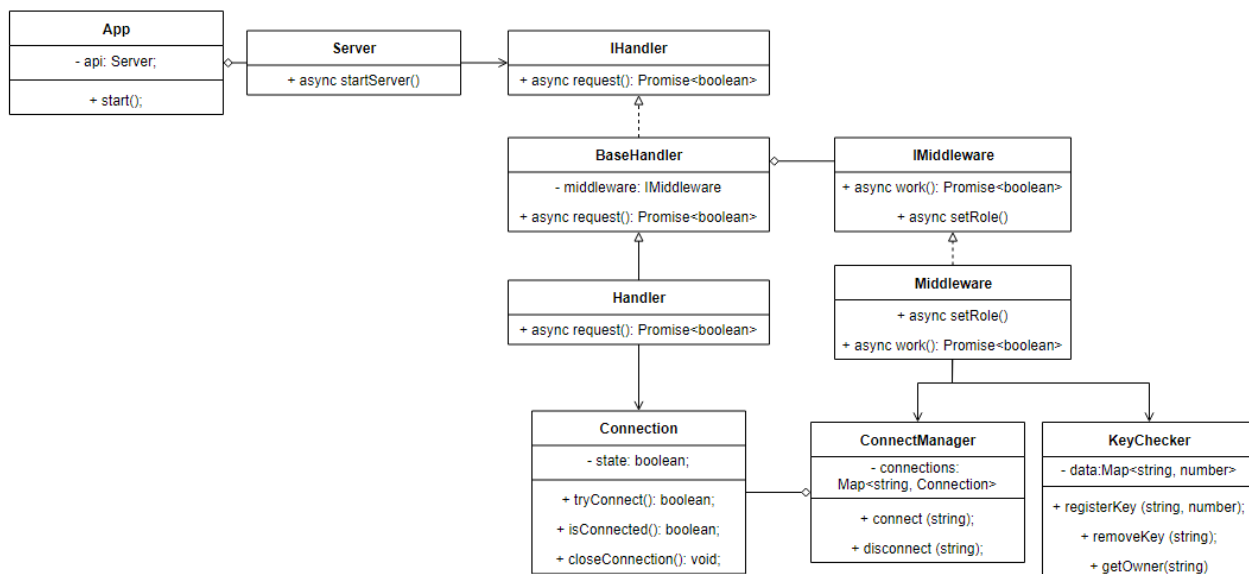 App
- api: Server;
+ start();
Server
+ async startServer()
IHandler
+ async request(): Promise<boolean>
BaseHandler
- middleware: IMiddleware
+ async request(): Promise<boolean>
IMiddleware
+ async work(): Promise<boolean>
+ async setRole()
Handler
+ async request(): Promise<boolean>
Middleware
+ async setRole()
+ async work(): Promise<boolean>
Connection
- state: boolean;
+ tryConnect(): boolean;
+ isConnected(): boolean;
+ closeConnection(): void;
ConnectManager
- connections:
Map<string, Connection>
+ connect (string);
+ disconnect (string);
KeyChecker
- data:Map<string, number>
+ registerKey (string, number);
+ removeKey (string);
+ getOwner(string)